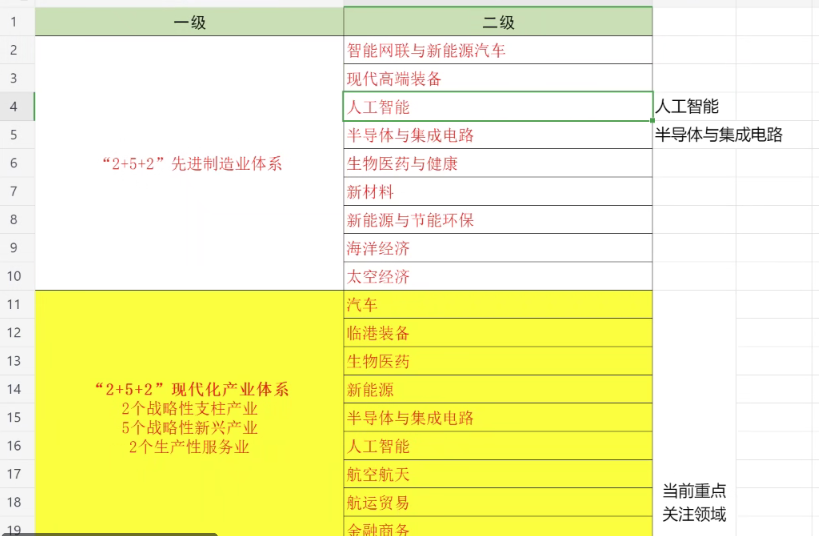 一级 二级
1
2 智能网联与新能源汽车
3 现代高端装备
4 人工智能 人工智能
5 半导体与集成电路 半导体与集成电路
6 “2+5+2”先进制造业体系 生物医药与健康
7 新材料
8 新能源与节能环保
9 海洋经济
10 太空经济
11 汽车
12 临港装备
13 生物医药
14 “2+5+2”现代化产业体系 新能源
2个战略性支柱产业
15 半导体与集成电路
5个战略性新兴产业
16 2个生产性服务业 人工智能
17 航空航天
当前重点
18 航运贸易
关注领域
19 金融商务